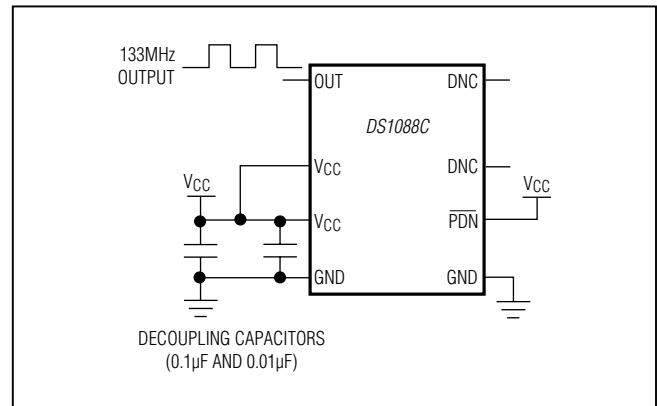 133MHz
OUTPUT
OUT
DNC
DS1088C
VCC
DNC
VCC
VCC
VCC
PDN
GND
GND
DECOUPLING CAPACITORS
(0.1µF AND 0.01µF)